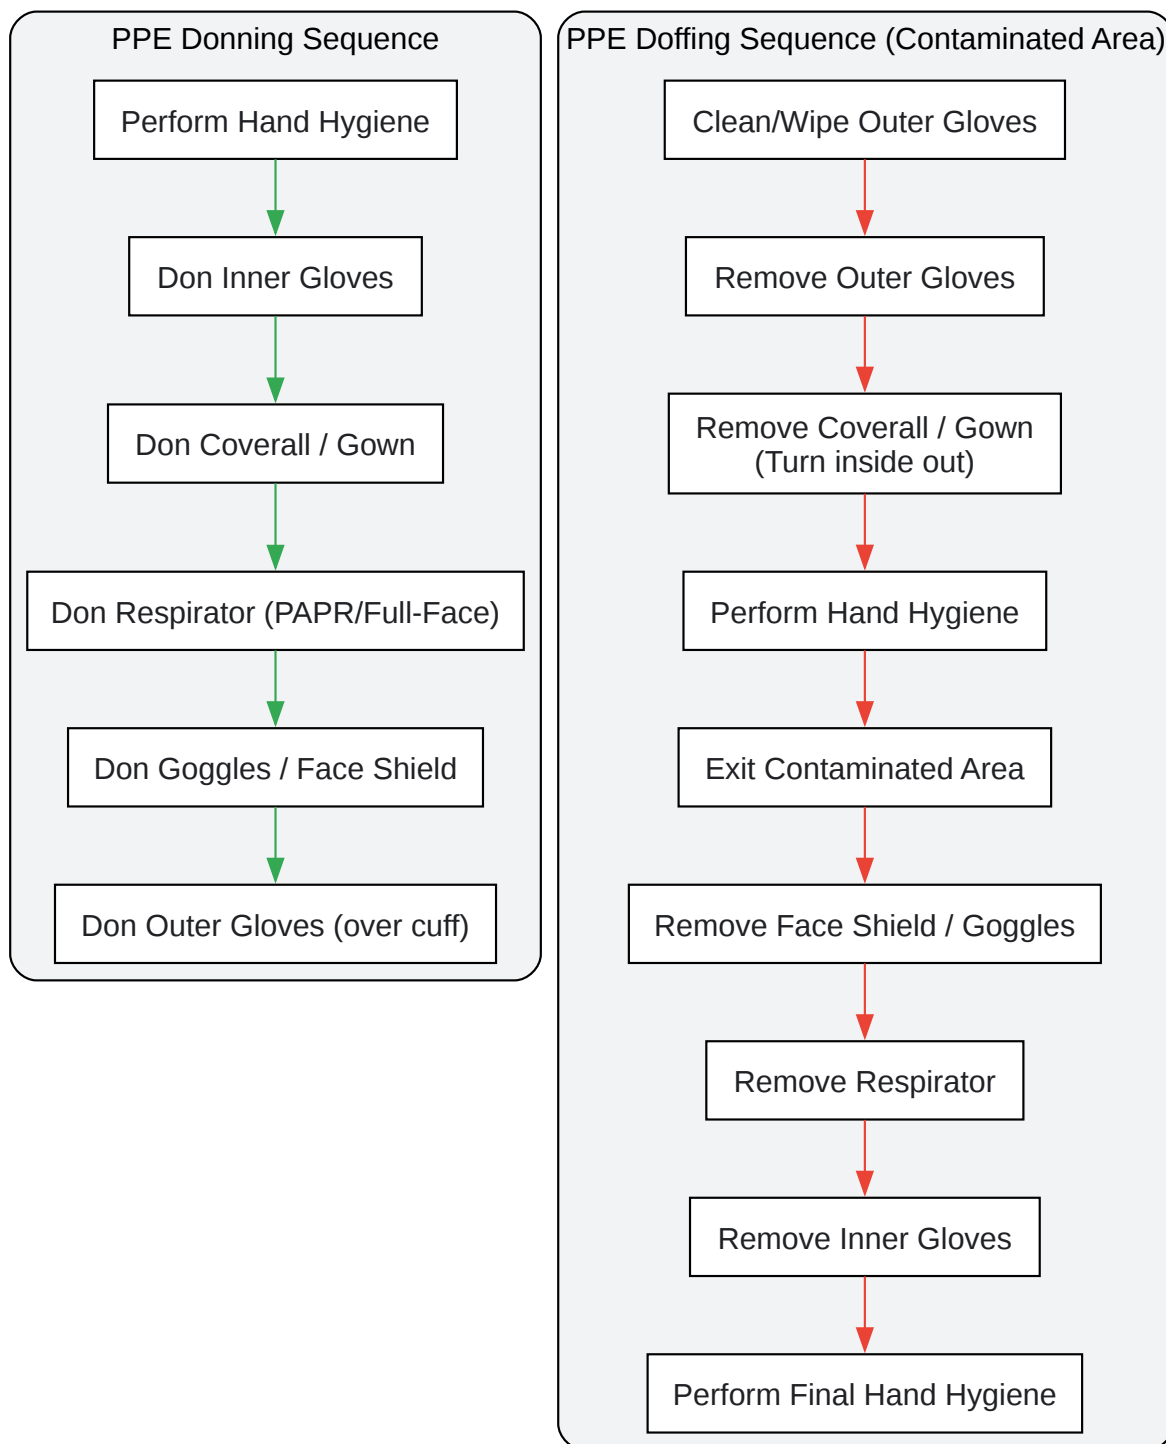 PPE Donning Sequence
Perform Hand Hygiene
Don Inner Gloves
Don Coverall / Gown
Don Respirator (PAPR/Full-Face)
Don Goggles / Face Shield
Don Outer Gloves (over cuff)
PPE Doffing Sequence (Contaminated Area)
Clean/Wipe Outer Gloves
Remove Outer Gloves
Remove Coverall / Gown
(Turn inside out)
Perform Hand Hygiene
Exit Contaminated Area
Remove Face Shield / Goggles
Remove Respirator
Remove Inner Gloves
Perform Final Hand Hygiene